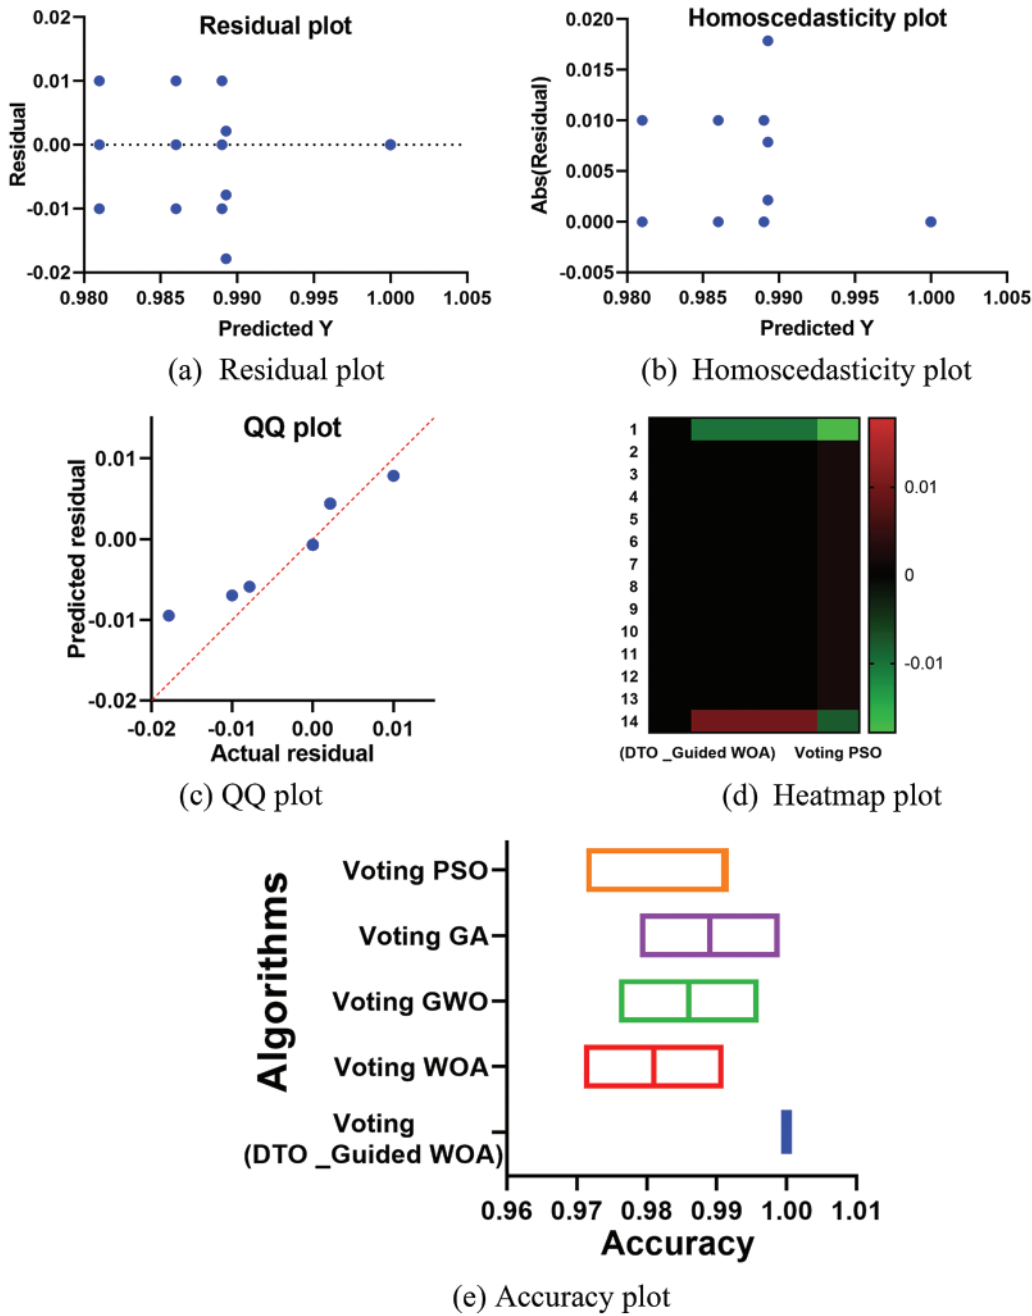 Residual plot
0.02
0.01
0.00
-0.01
-0.02
Residual
0.980 0.985 0.990 0.995 1.000 1.005
Predicted Y
(a) Residual plot
Homoscedasticity plot
0.020
0.015
0.010
0.005
0.000
-0.005
Abs(Residual)
0.980 0.985 0.990 0.995 1.000 1.005
Predicted Y
(b) Homoscedasticity plot
QQ plot
0.01
0.00
-0.01
-0.02
Predicted residual
-0.02 -0.01 0.00 0.01
Actual residual
(c) QQ plot
1
2
3
4
5
6
7
8
9
10
11
12
13
14
0.01
0
-0.01
(DTO _Guided WOA) Voting PSO
(d) Heatmap plot
Algorithms
Voting PSO
Voting GA
Voting GWO
Voting WOA
Voting
(DTO _Guided WOA)
0.96 0.97 0.98 0.99 1.00 1.01
Accuracy
(e) Accuracy plot